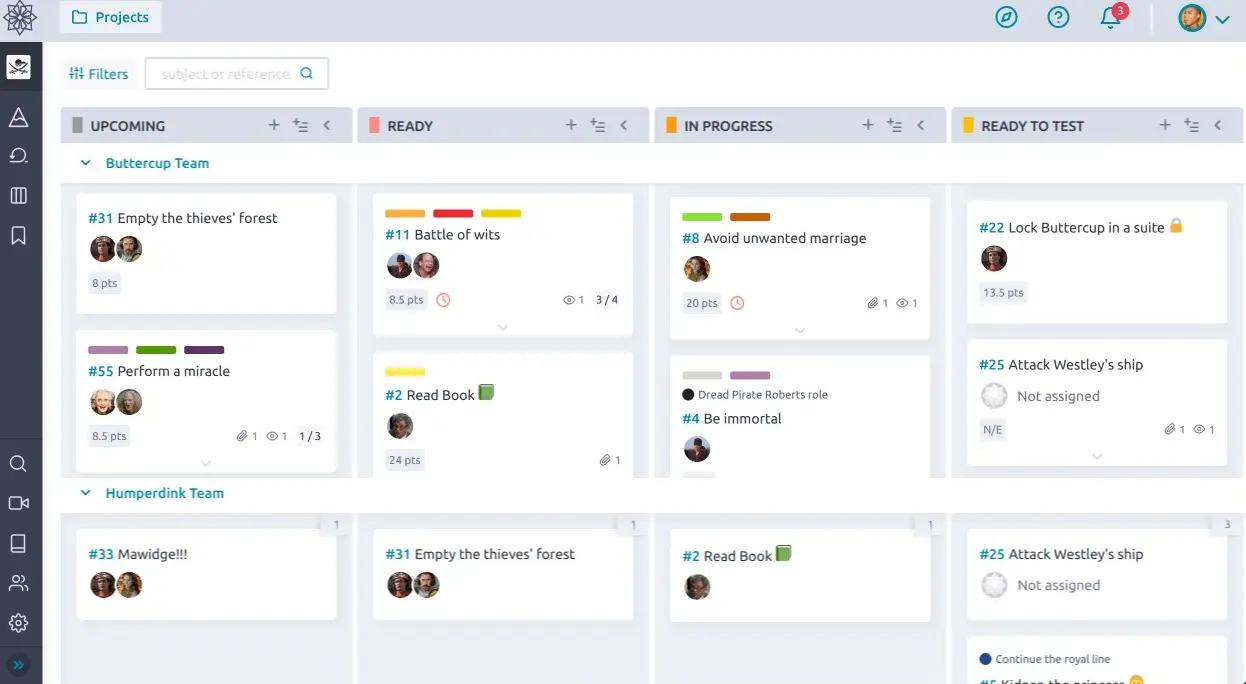 Projects
3
Filters
subject or reference
UPCOMING
READY
IN PROGRESS
READY TO TEST
Buttercup Team
#31 Empty the thieves' forest
8 pts
#55 Perform a miracle
8.5 pts
1
1
1 / 3
#11 Battle of wits
8.5 pts
1
3 / 4
#2 Read Book
24 pts
1
#8 Avoid unwanted marriage
20 pts
1
1
Dread Pirate Roberts role
#4 Be immortal
#22 Lock Buttercup in a suite
13.5 pts
#25 Attack Westley's ship
Not assigned
N/E
1
1
Humperdink Team
1
#33 Mawidge!!!
1
#31 Empty the thieves' forest
1
#2 Read Book
3
#25 Attack Westley's ship
Not assigned
Continue the royal line
#5 Kidnap the princess